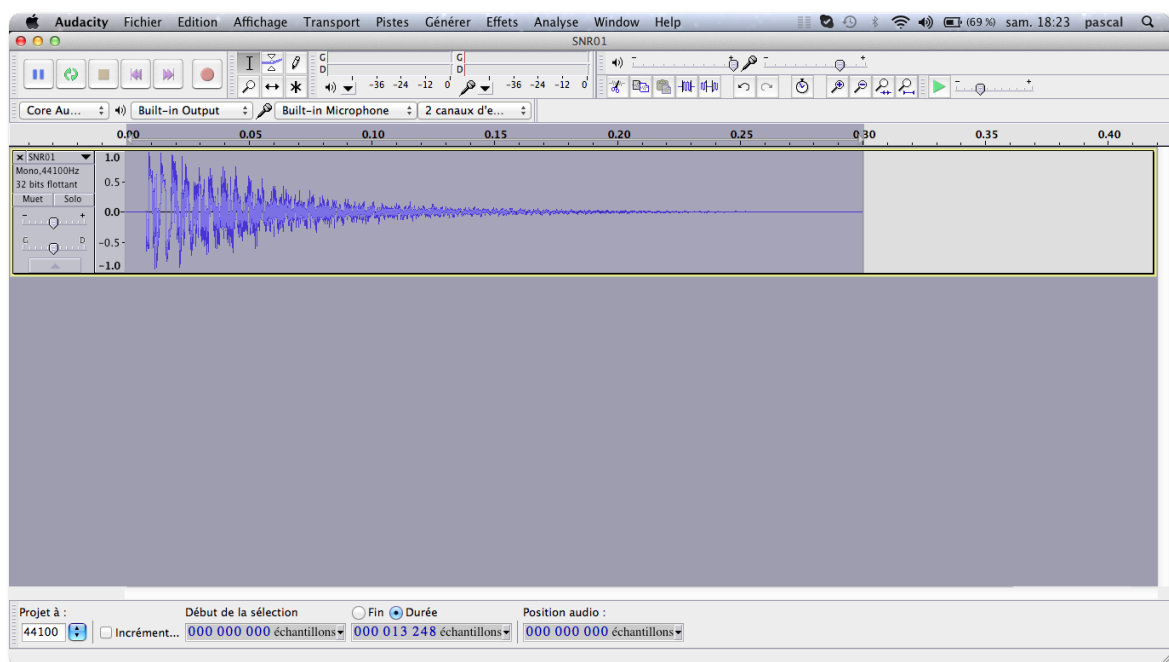 Audacity Fichier Edition Affichage Transport Pistes Générer Effets Analyse Window Help (69 %) sam. 18:23 pascal
SNR01
G G
D D
-36 -24 -12 0 -36 -24 -12 0
Core Au... Built-in Output Built-in Microphone 2 canaux d'e...
0.00 0.05 0.10 0.15 0.20 0.25 0.30 0.35 0.40
SNR01 1.0
Mono,44100Hz
32 bits flottant 0.5
Muet Solo
- + 0.0
G D -0.5
-1.0
Projet à : Début de la sélection Fin Durée Position audio :
44100 Incrément... 000 000 000 échantillons 000 013 248 échantillons 000 000 000 échantillons